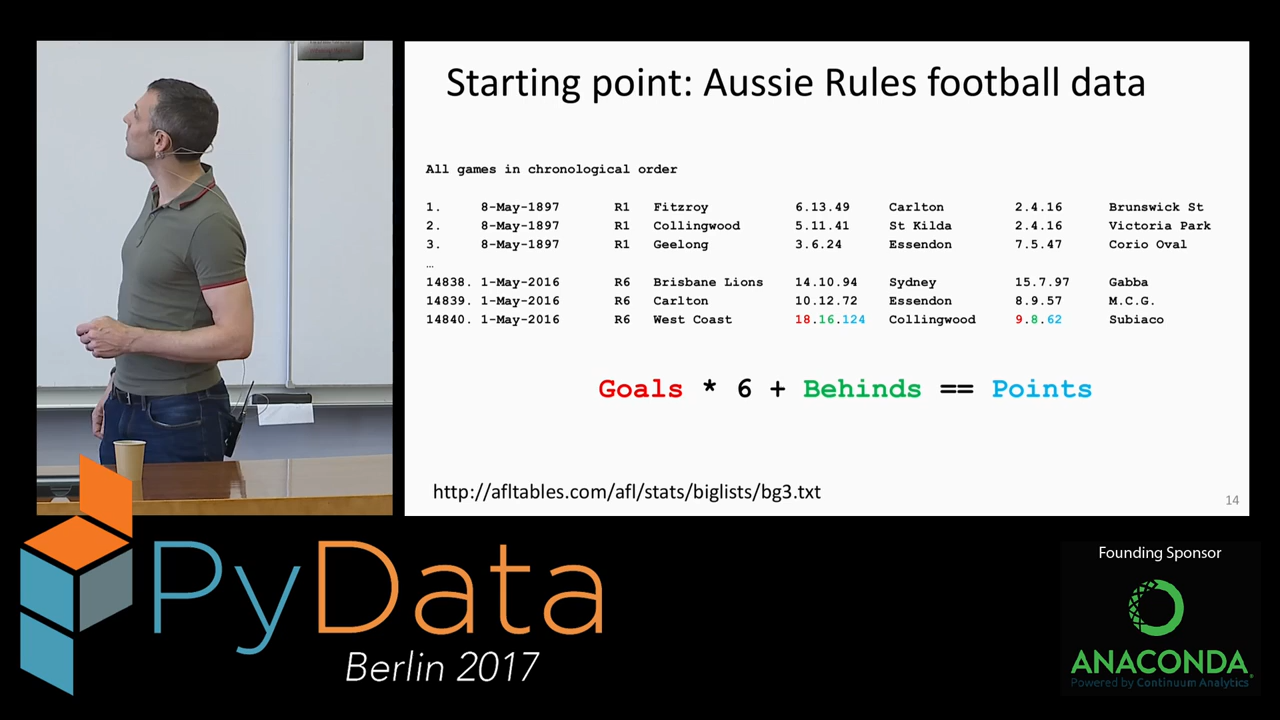 Starting point: Aussie Rules football data
All games in chronological order
1. 8-May-1897 R1 Fitzroy 6.13.49 Carlton 2.4.16 Brunswick St
2. 8-May-1897 R1 Collingwood 5.11.41 St Kilda 2.4.16 Victoria Park
3. 8-May-1897 R1 Geelong 3.6.24 Essendon 7.5.47 Corio Oval
…
14838. 1-May-2016 R6 Brisbane Lions 14.10.94 Sydney 15.7.97 Gabba
14839. 1-May-2016 R6 Carlton 10.12.72 Essendon 8.9.57 M.C.G.
14840. 1-May-2016 R6 West Coast 18.16.124 Collingwood 9.8.62 Subiaco
Goals * 6 + Behinds == Points
http://afltables.com/afl/stats/biglists/bg3.txt
14
PyData
Berlin 2017
Founding Sponsor
ANACONDA
Powered by Continuum Analytics